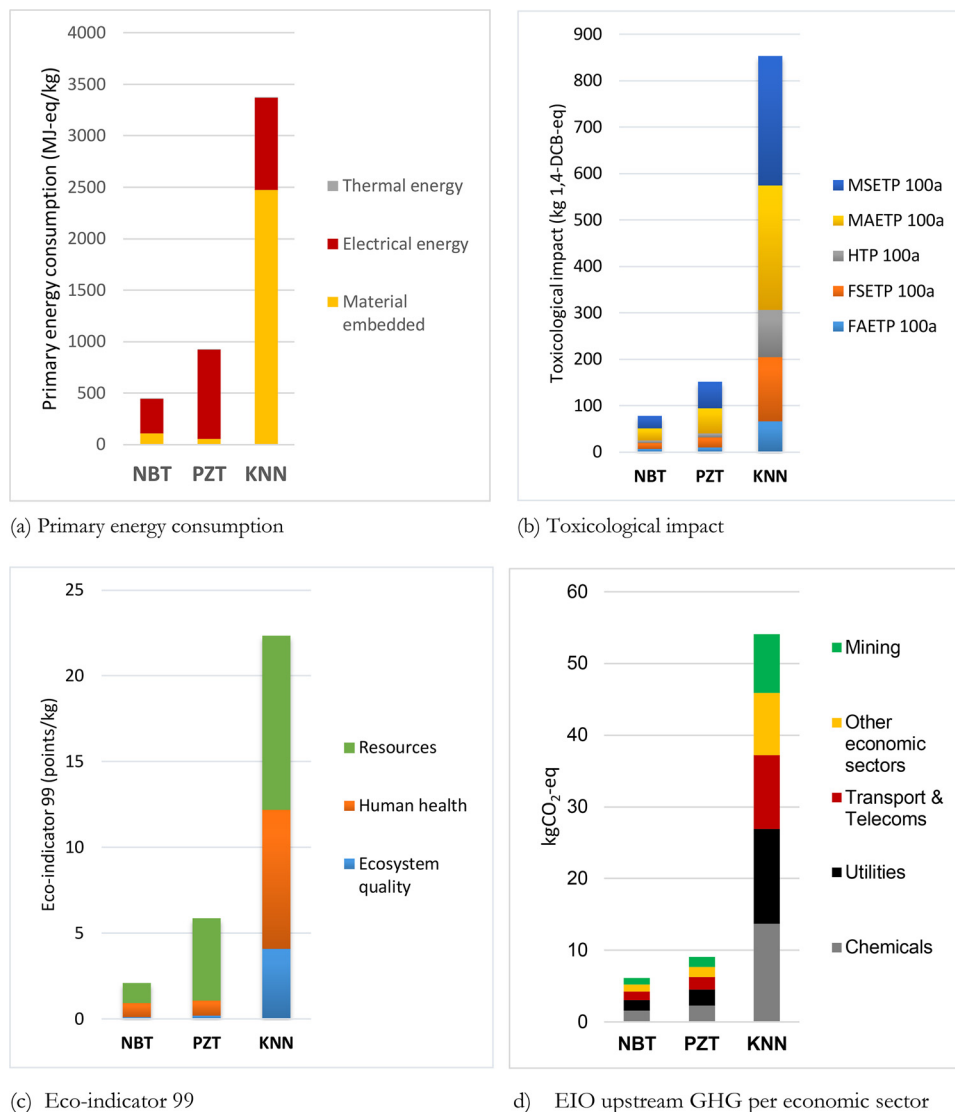 4000
3500
3000
2500
2000
1500
1000
500
0
Primary energy consumption (MJ-eq/kg)
NBT PZT KNN
Thermal energy
Electrical energy
Material
embedded
(a) Primary energy consumption
900
800
700
600
500
400
300
200
100
0
Toxicological impact (kg 1,4-DCB-eq)
NBT PZT KNN
MSETP 100a
MAETP 100a
HTP 100a
FSETP 100a
FAETP 100a
(b) Toxicological impact
25
20
15
10
5
0
Eco-indicator 99 (points/kg)
NBT PZT KNN
Resources
Human health
Ecosystem
quality
(c) Eco-indicator 99
60
50
40
30
20
10
0
kgCO₂-eq
NBT PZT KNN
Mining
Other
economic
sectors
Transport &
Telecoms
Utilities
Chemicals
d) EIO upstream GHG per economic sector